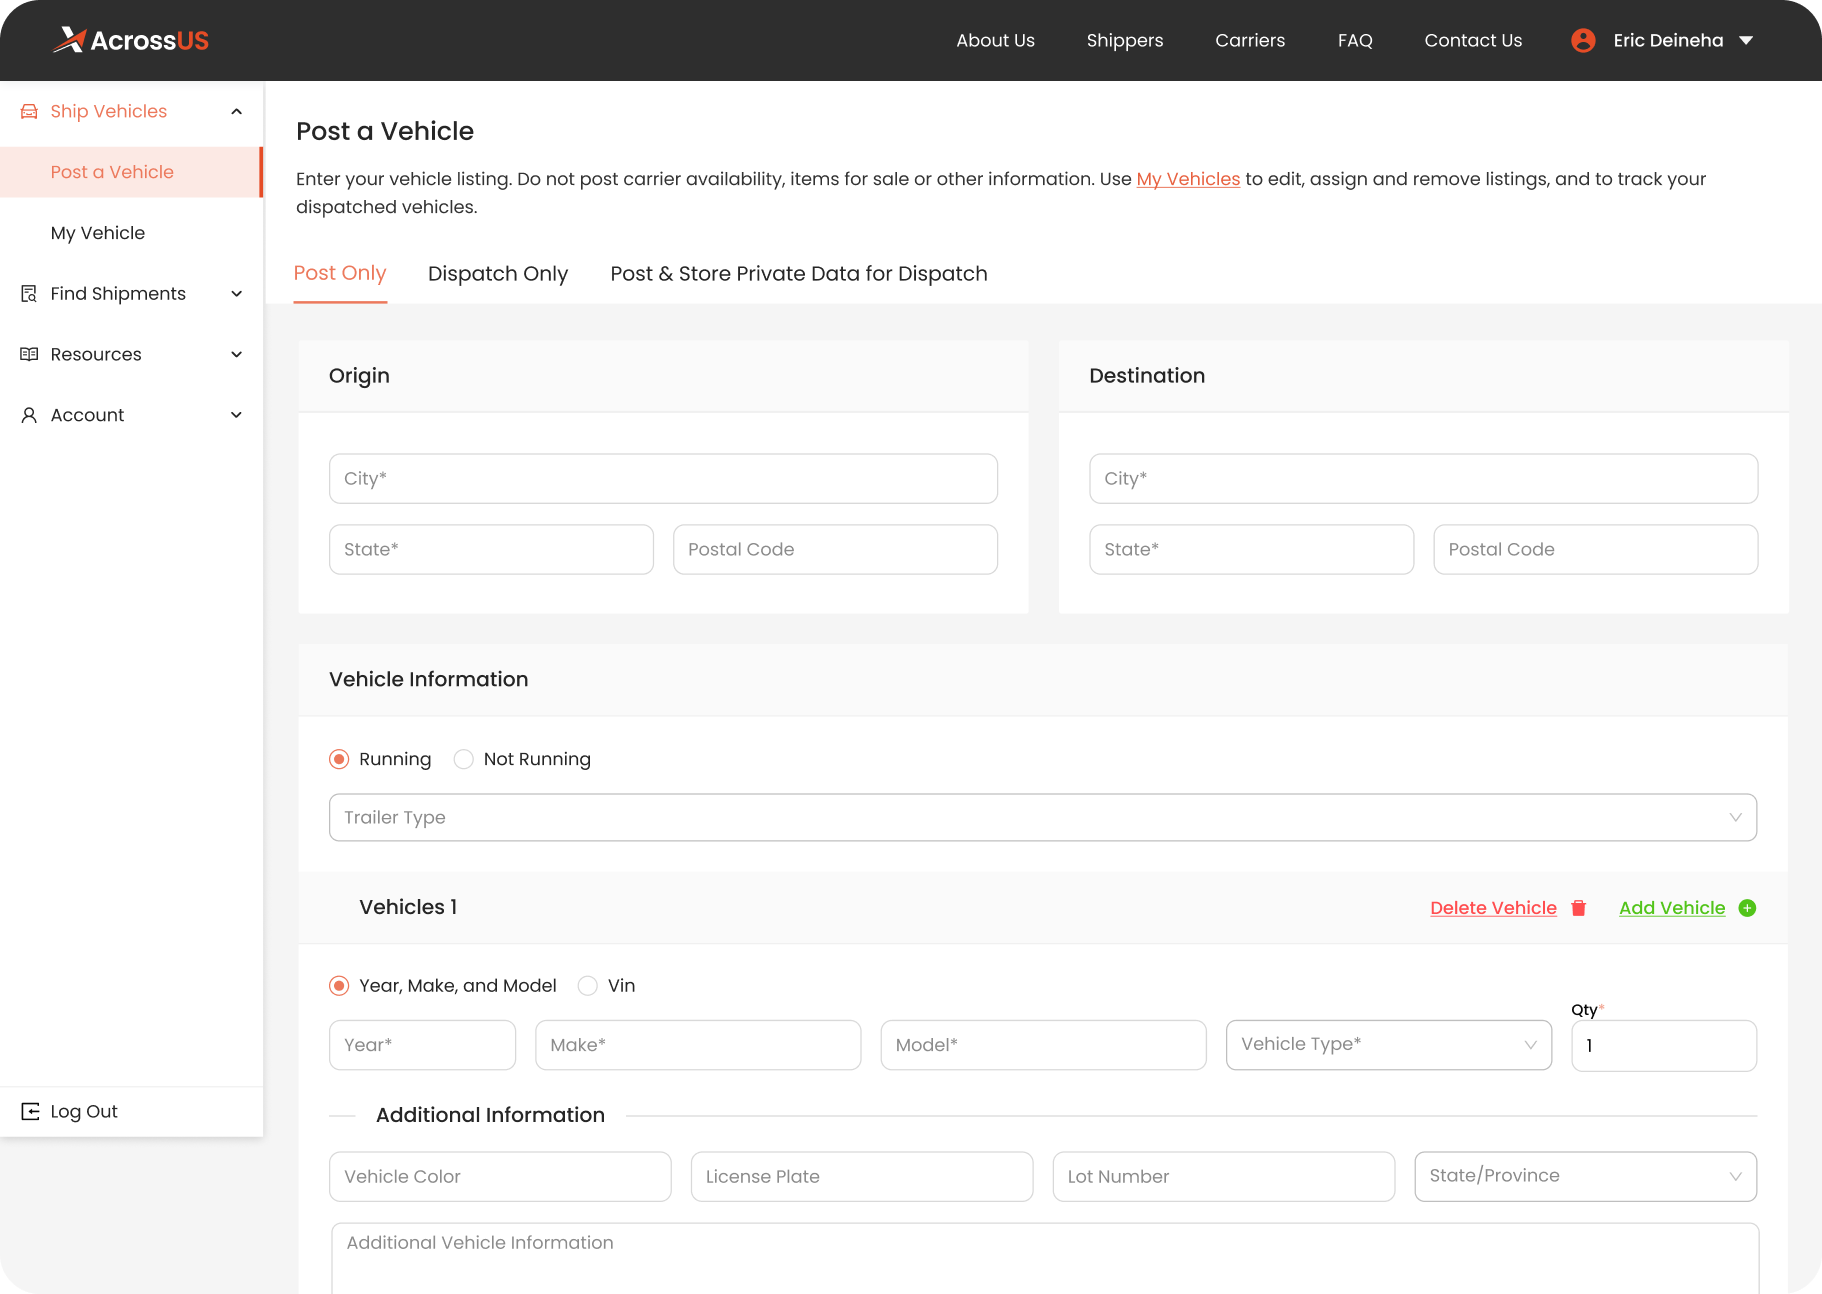 AcrossUS
About Us
Shippers
Carriers
FAQ
Contact Us
Eric Deineha
Ship Vehicles
Post a Vehicle
My Vehicle
Find Shipments
Resources
Account
Log Out
Post a Vehicle
Enter your vehicle listing. Do not post carrier availability, items for sale or other information. Use My Vehicles to edit, assign and remove listings, and to track your
dispatched vehicles.
Post Only
Dispatch Only
Post & Store Private Data for Dispatch
Origin
City*
State*
Postal Code
Destination
City*
State*
Postal Code
Vehicle Information
Running
Not Running
Trailer Type
Vehicles 1
Delete Vehicle
Add Vehicle
Year, Make, and Model
Vin
Year*
Make*
Model*
Vehicle Type*
Qty*
1
Additional Information
Vehicle Color
License Plate
Lot Number
State/Province
Additional Vehicle Information